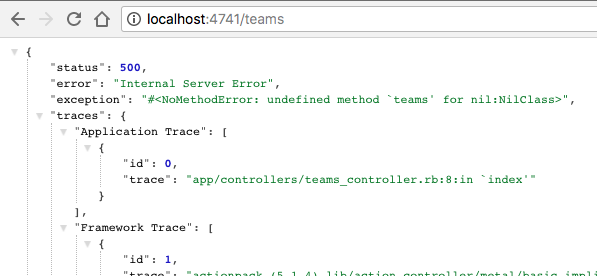 localhost:4741/teams
{
"status": 500,
"error": "Internal Server Error",
"exception": "#<NoMethodError: undefined method `teams' for nil:NilClass>",
"traces": {
"Application Trace": [
{
"id": 0,
"trace": "app/controllers/teams_controller.rb:8:in `index'"
}
],
"Framework Trace": [
{
"id": 1,
"trace": "actionpack (5.1.4) lib/action_controller/metal/basic_impli